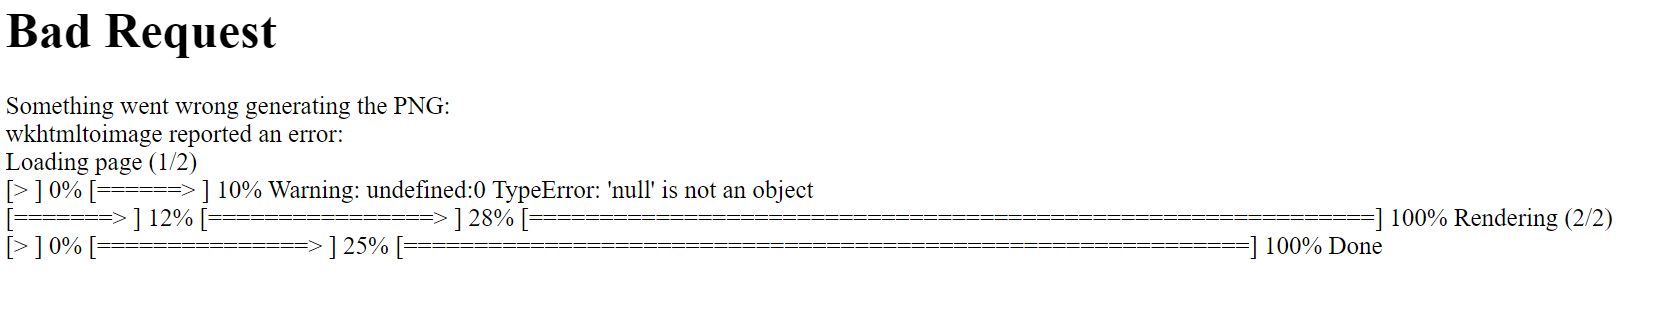 Bad Request
Something went wrong generating the PNG:
wkhtmltoimage reported an error:
Loading page (1/2)
[> ] 0% [======> ] 10% Warning: undefined:0 TypeError: 'null' is not an object
[=======> ] 12% [================> ] 28% [============================================================] 100% Rendering (2/2)
[> ] 0% [===============> ] 25% [============================================================] 100% Done